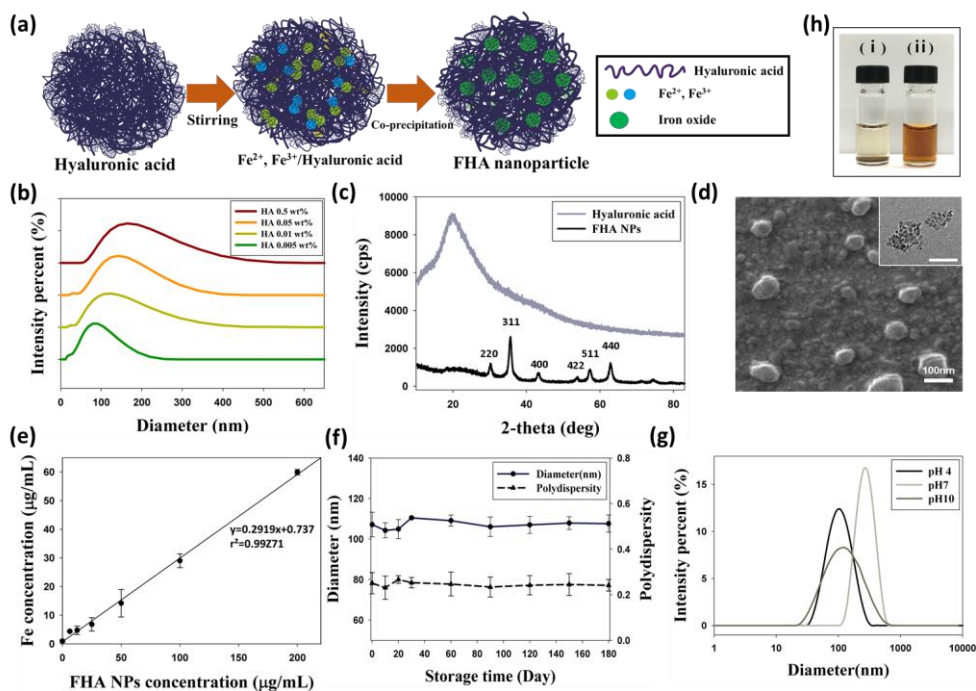 (a)
Hyaluronic acid
Stirring
Fe²⁺, Fe³⁺/Hyaluronic acid
Co-precipitation
FHA nanoparticle
Hyaluronic acid
Fe²⁺, Fe³⁺
Iron oxide
(h)
(i) (ii)
(b)
Intensity percent (%)
HA 0.5 wt%
HA 0.05 wt%
HA 0.01 wt%
HA 0.005 wt%
0 100 200 300 400 500 600
Diameter (nm)
(c)
Intensity (cps)
10000
8000
6000
4000
2000
0
Hyaluronic acid
FHA NPs
220
311
400
422
511
440
20 40 60 80
2-theta (deg)
(d)
100nm
(e)
Fe concentration (µg/mL)
60
50
40
30
20
10
0
y=0.2919x+0.737
r²=0.99Z71
0 50 100 150 200
FHA NPs concentration (µg/mL)
(f)
Diameter (nm)
140
120
100
80
60
Diameter(nm)
Polydispersity
0.8
0.6
0.4
0.2
0.0
Polydispersity
0 20 40 60 80 100 120 140 160 180
Storage time (Day)
(g)
Intensity percent (%)
15
10
5
0
pH 4
pH7
pH10
1 10 100 1000 10000
Diameter(nm)